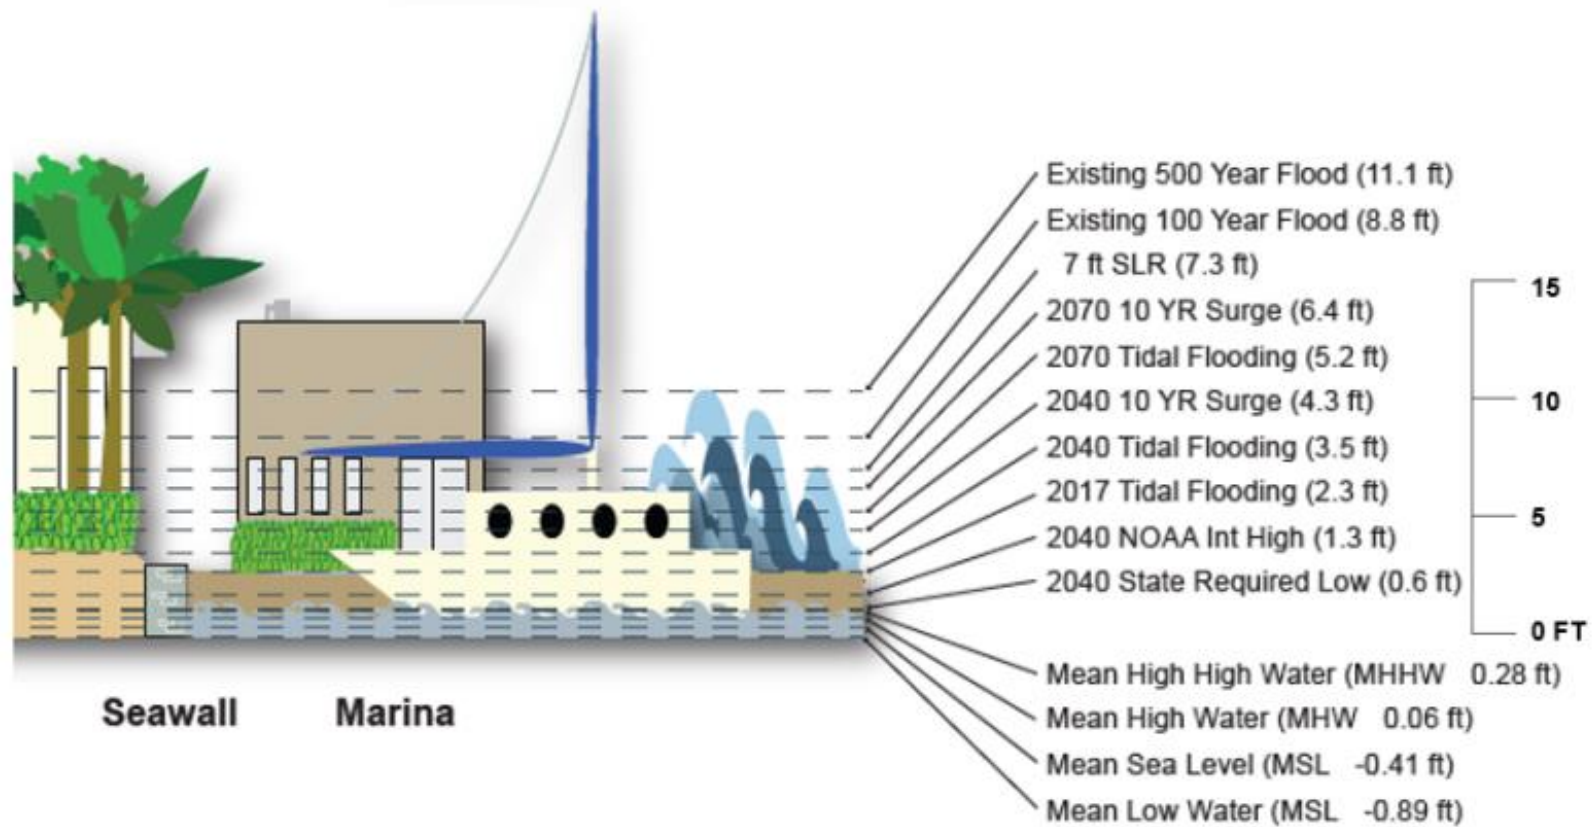 Existing 500 Year Flood (11.1 ft)
Existing 100 Year Flood (8.8 ft)
7 ft SLR (7.3 ft)
2070 10 YR Surge (6.4 ft)
2070 Tidal Flooding (5.2 ft)
2040 10 YR Surge (4.3 ft)
2040 Tidal Flooding (3.5 ft)
2017 Tidal Flooding (2.3 ft)
2040 NOAA Int High (1.3 ft)
2040 State Required Low (0.6 ft)
Mean High High Water (MHHW 0.28 ft)
Mean High Water (MHW 0.06 ft)
Mean Sea Level (MSL -0.41 ft)
Mean Low Water (MSL -0.89 ft)
15
10
5
0 FT
Seawall
Marina